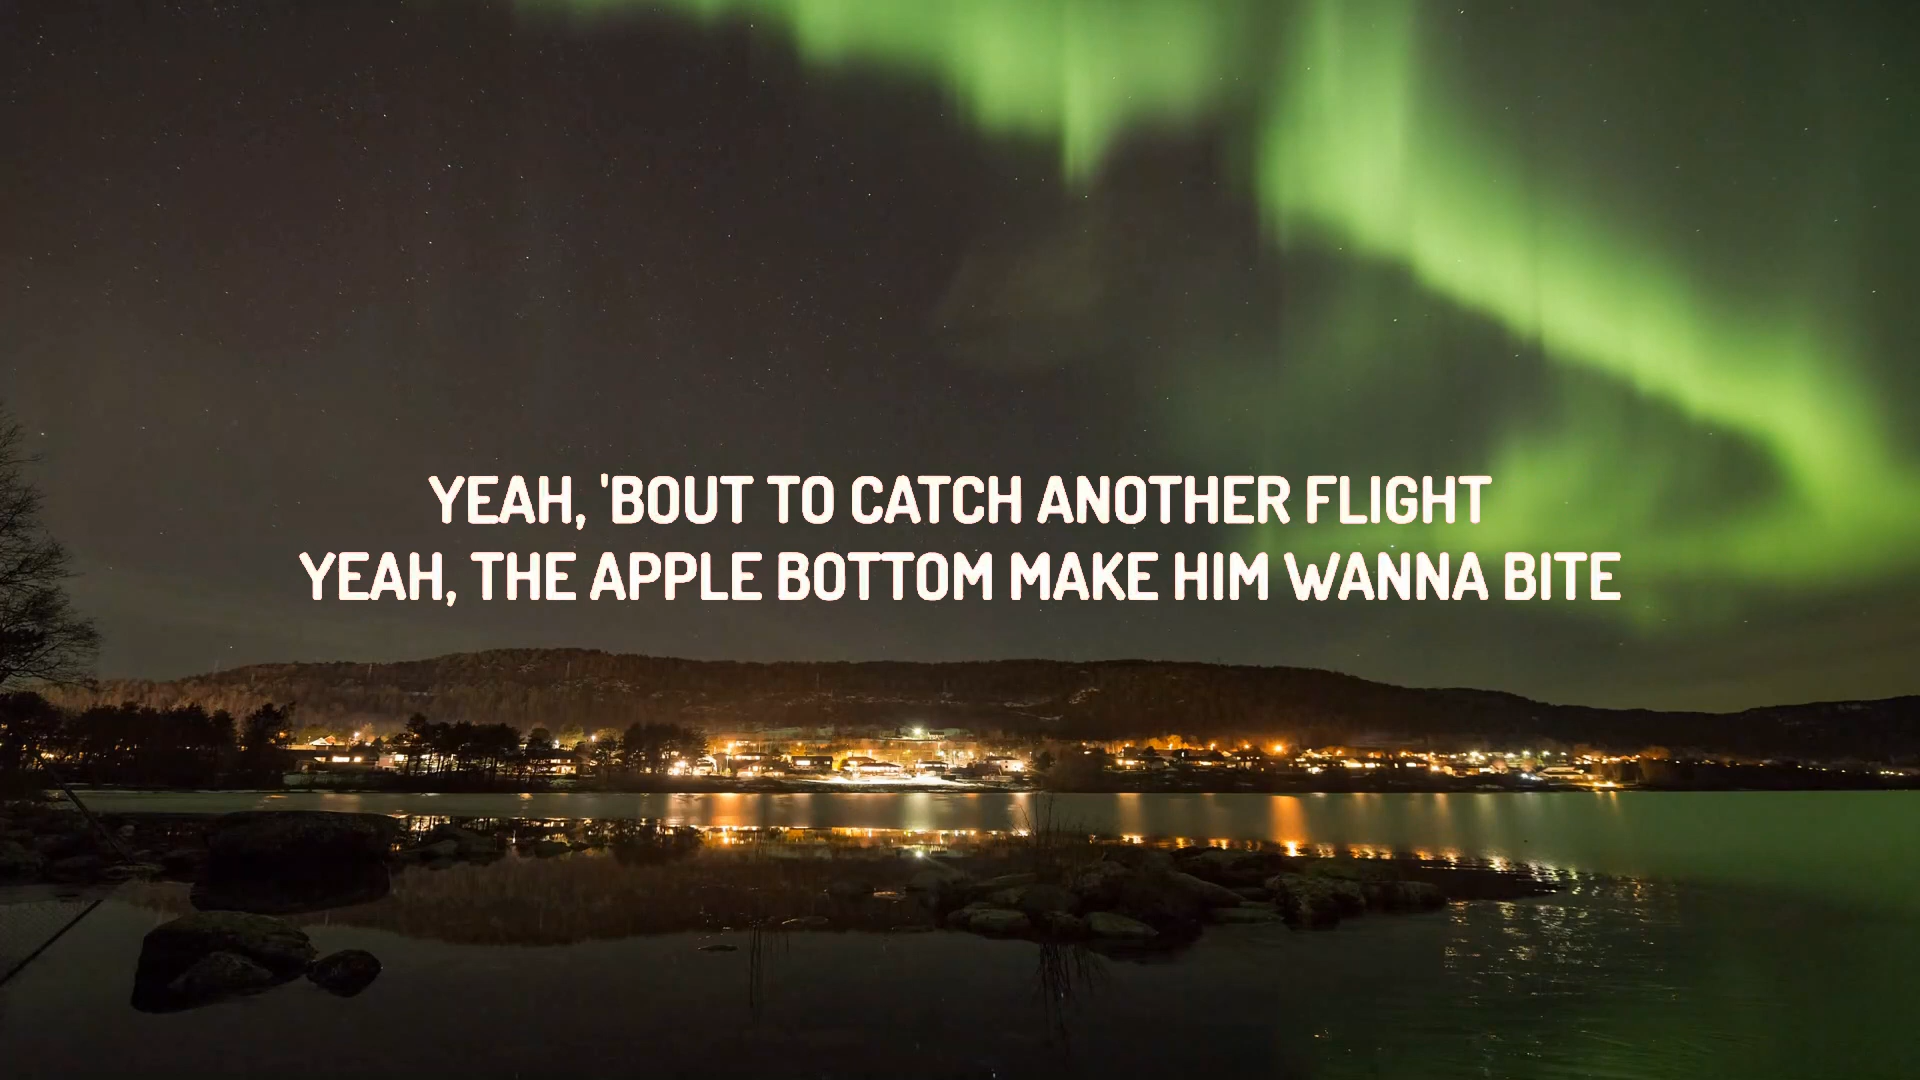 YEAH, 'BOUT TO CATCH ANOTHER FLIGHT
YEAH, THE APPLE BOTTOM MAKE HIM WANNA BITE